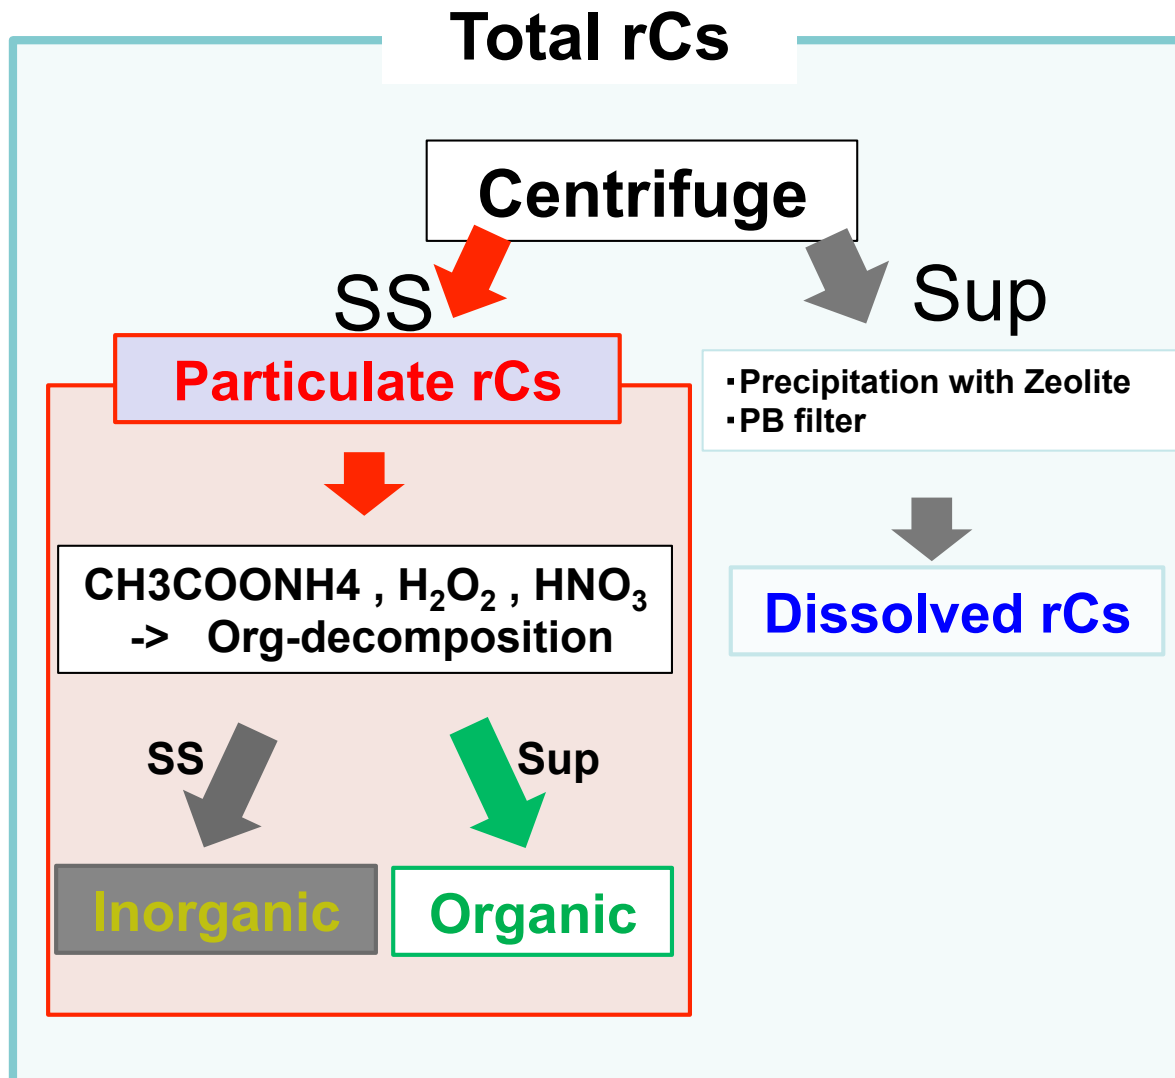 Total rCs
Centrifuge
SS
Sup
Particulate rCs
・Precipitation with Zeolite
・PB filter
CH3COONH4 , H₂O₂ , HNO₃
-> Org-decomposition
Dissolved rCs
SS
Sup
Inorganic
Organic